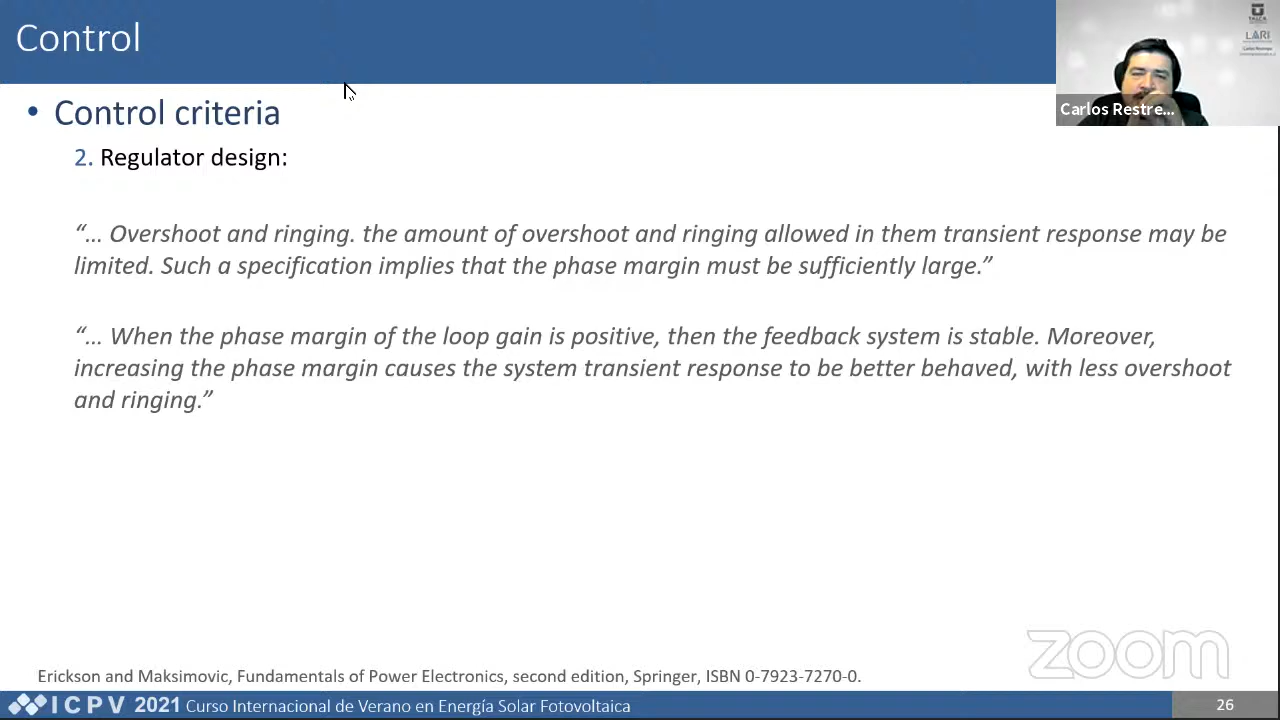 Control
TALCA
LARI
Carlos Restre...
• Control criteria
2. Regulator design:
“... Overshoot and ringing. the amount of overshoot and ringing allowed in them transient response may be
limited. Such a specification implies that the phase margin must be sufficiently large.”
“... When the phase margin of the loop gain is positive, then the feedback system is stable. Moreover,
increasing the phase margin causes the system transient response to be better behaved, with less overshoot
and ringing.”
zoom
Erickson and Maksimovic, Fundamentals of Power Electronics, second edition, Springer, ISBN 0-7923-7270-0.
ICPV 2021 Curso Internacional de Verano en Energía Solar Fotovoltaica
26